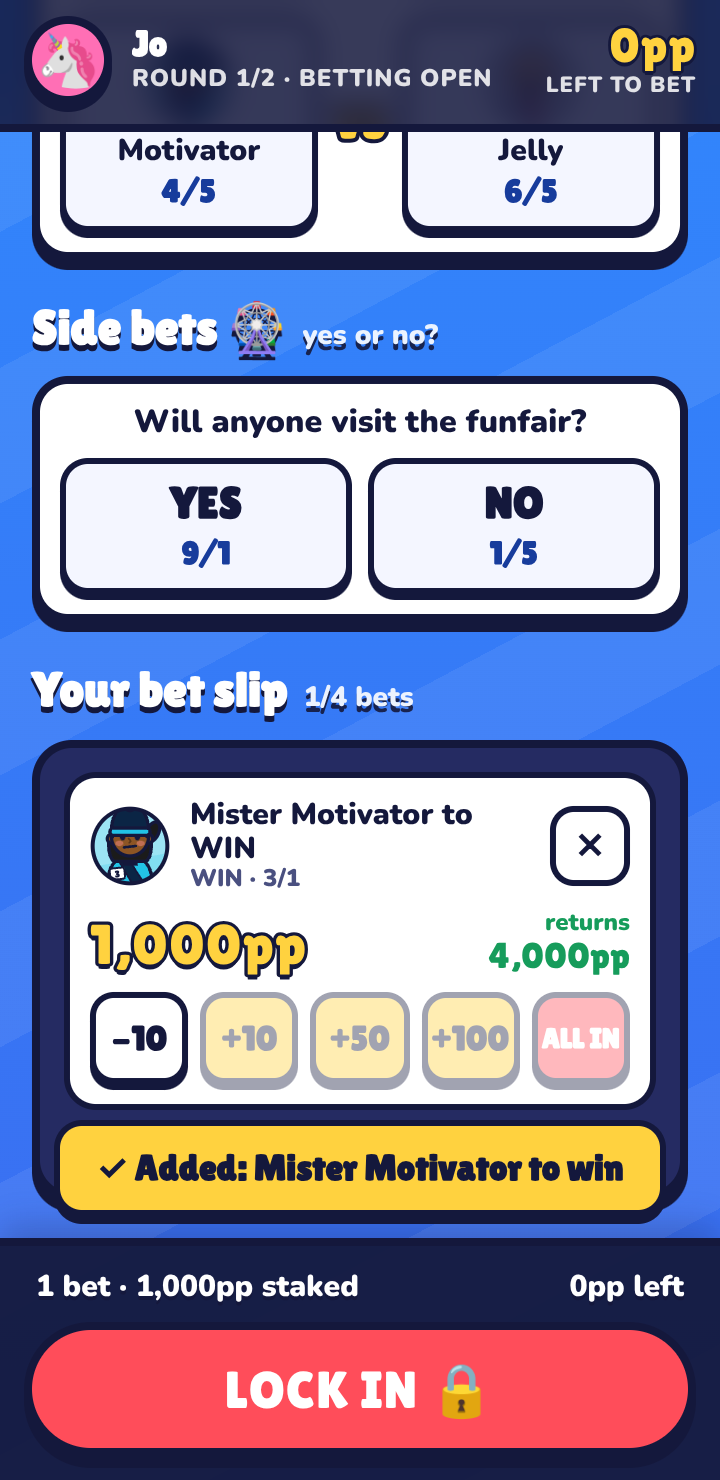 Jo
ROUND 1/2 · BETTING OPEN
0pp
LEFT TO BET
Motivator
4/5
Jelly
6/5
Side bets 🎡 yes or no?
Will anyone visit the funfair?
YES
9/1
NO
1/5
Your bet slip 1/4 bets
Mister Motivator to
WIN
WIN · 3/1
✕
1,000pp
returns
4,000pp
−10
+10
+50
+100
ALL IN
✓ Added: Mister Motivator to win
1 bet · 1,000pp staked
0pp left
LOCK IN 🔒